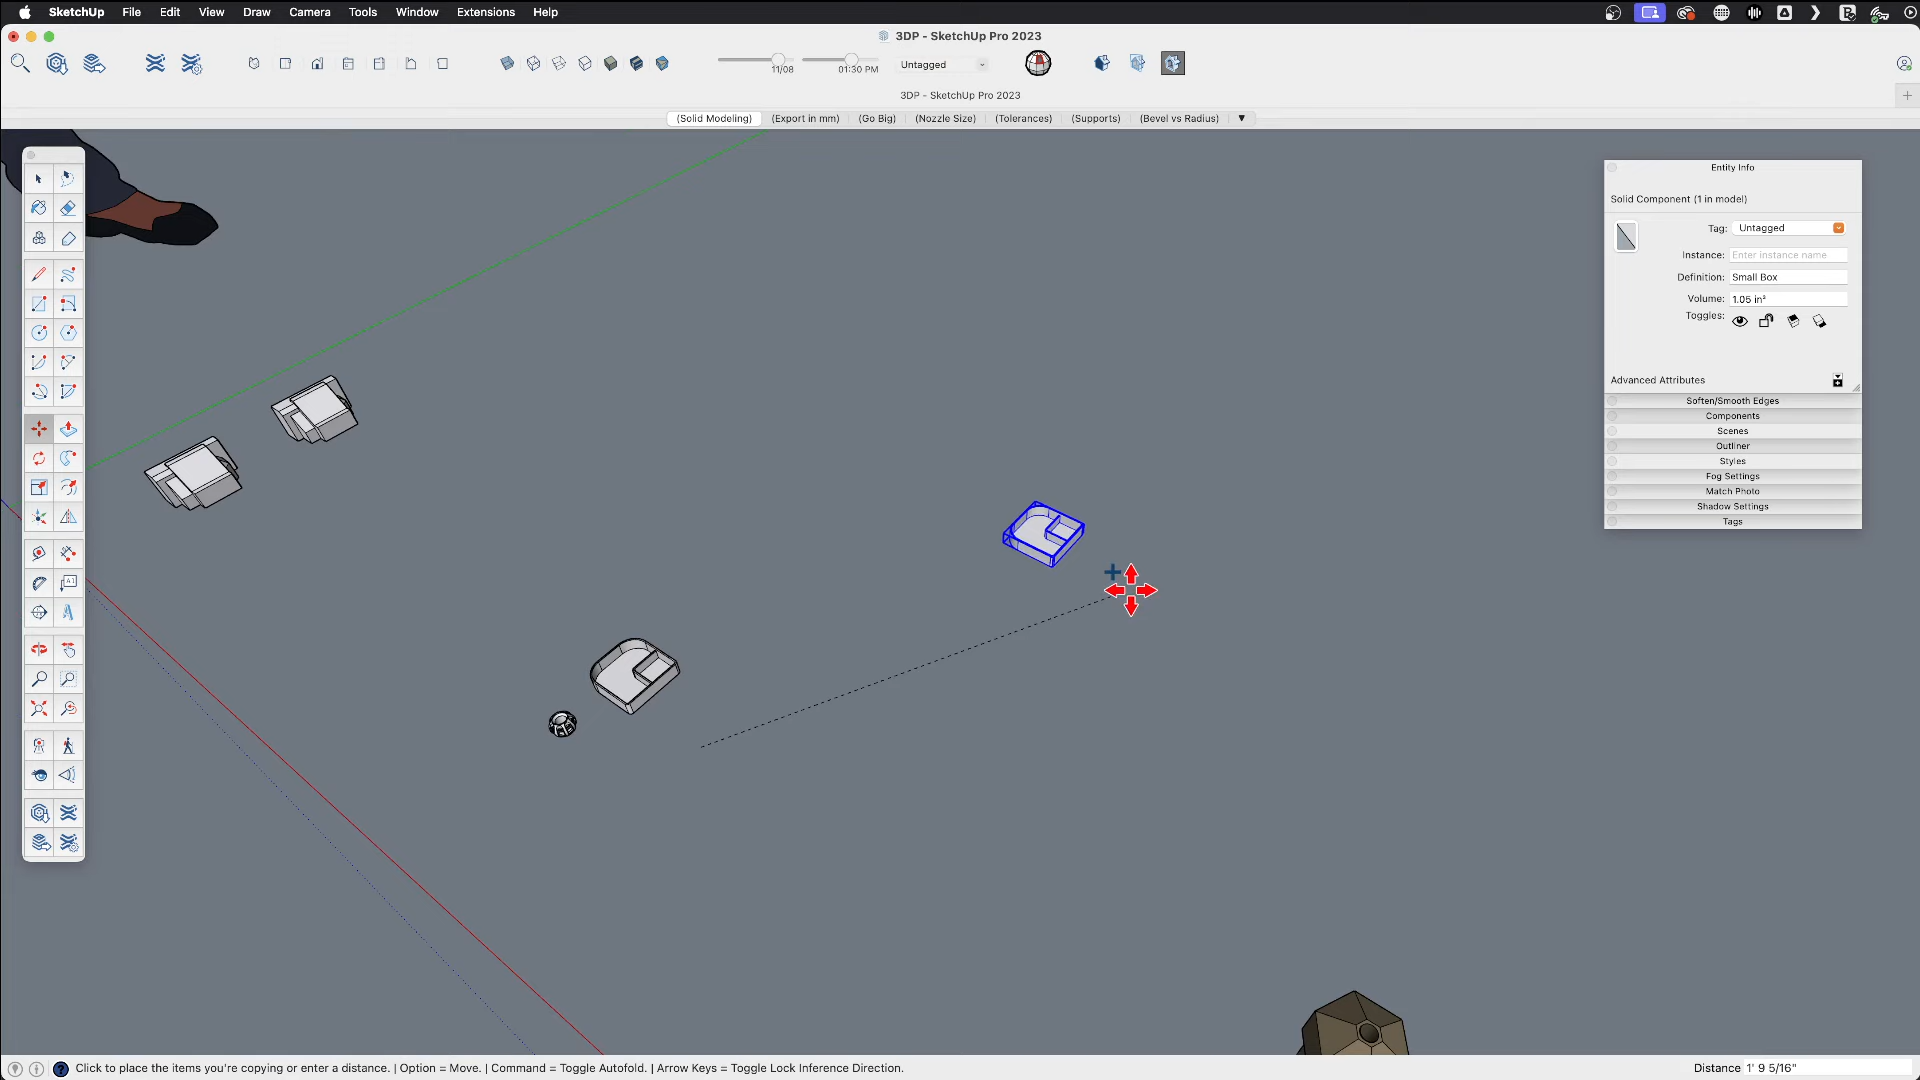 SketchUp File Edit View Draw Camera Tools Window Extensions Help
3DP - SketchUp Pro 2023
11/08
01:30 PM
Untagged
3DP - SketchUp Pro 2023
(Solid Modeling) (Export in mm) (Go Big) (Nozzle Size) (Tolerances) (Supports) (Bevel vs Radius)
Entity Info
Solid Component (1 in model)
Tag: Untagged
Instance: Enter instance name
Definition: Small Box
Volume: 1.05 in³
Toggles:
Advanced Attributes
Soften/Smooth Edges
Components
Scenes
Outliner
Styles
Fog Settings
Match Photo
Shadow Settings
Tags
Click to place the items you're copying or enter a distance. | Option = Move. | Command = Toggle Autofold. | Arrow Keys = Toggle Lock Inference Direction.
Distance 1' 9 5/16"